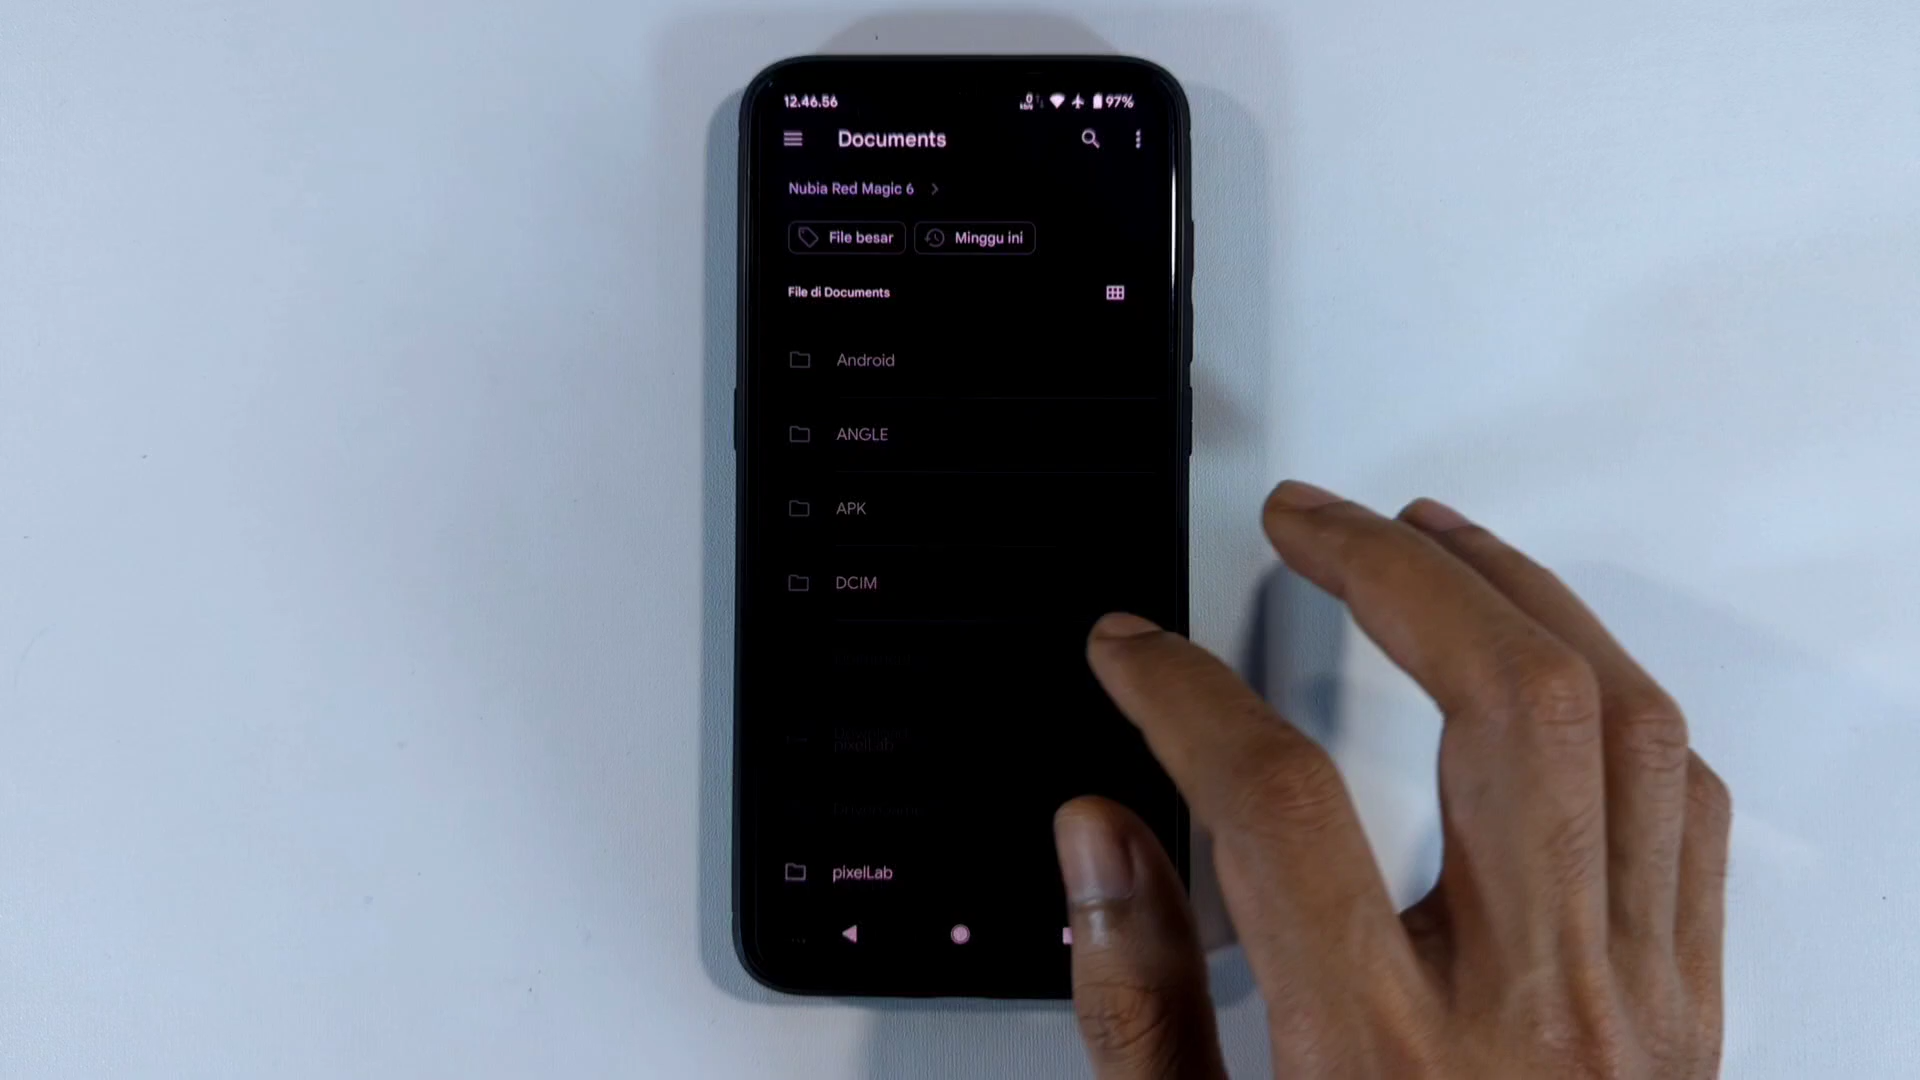 12.46.56
97%
Documents
Nubia Red Magic 6
File besar
Minggu ini
File di Documents
Android
ANGLE
APK
DCIM
pixelLab
pixelLab